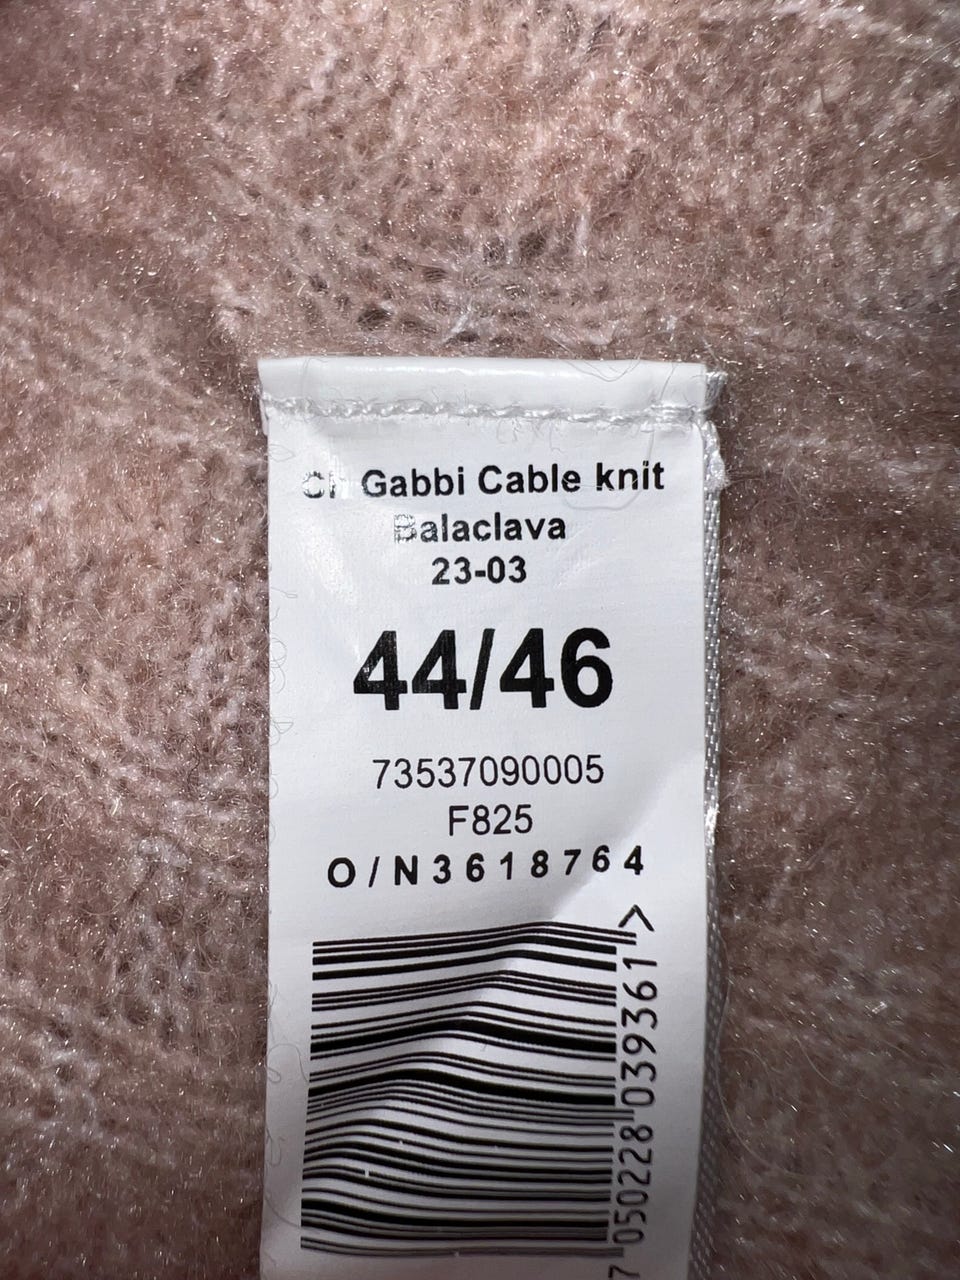 Gabbi Cable knit
Balaclava
23-03
44/46
73537090005
F825
O/N3618764
7 050228 039361 >